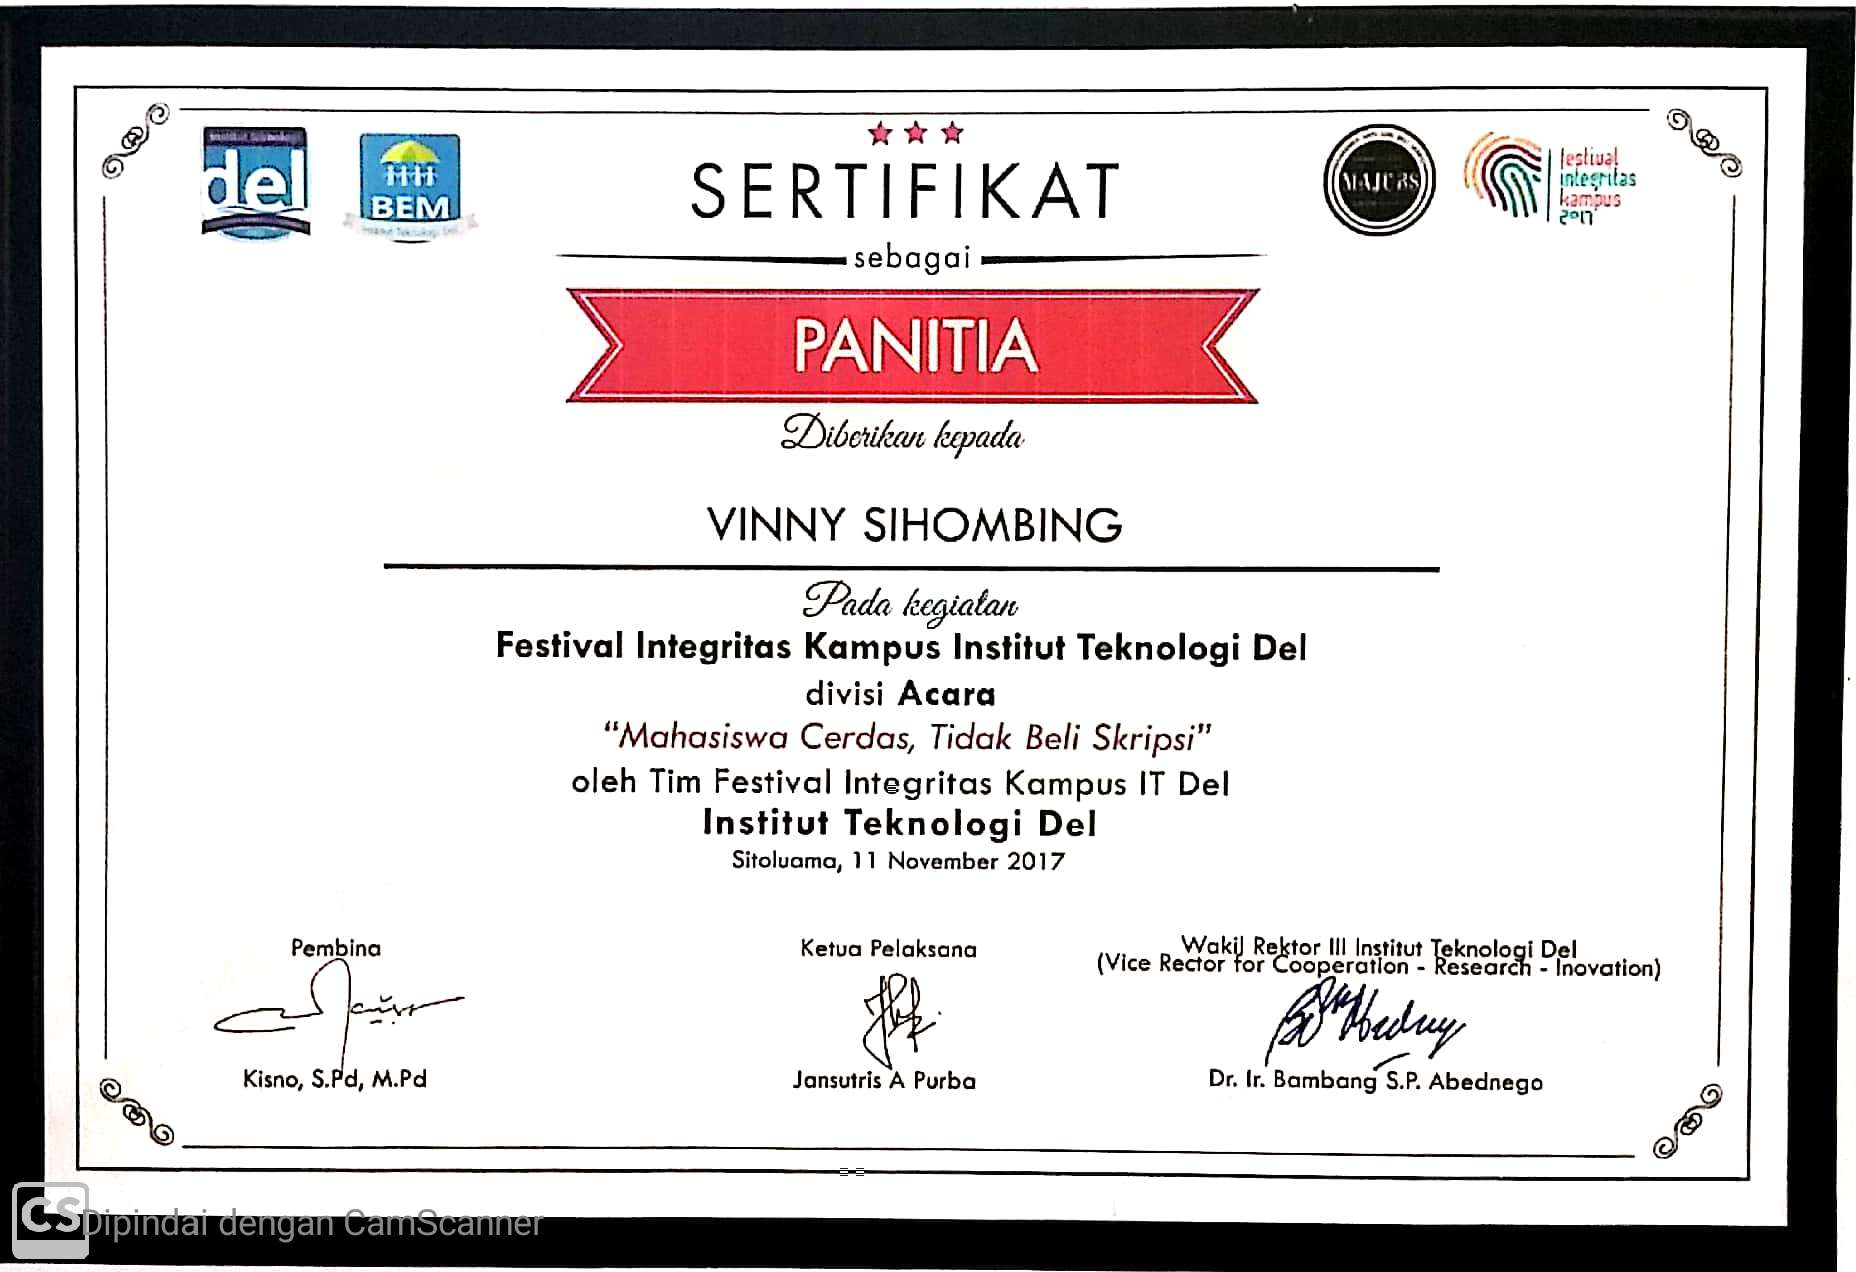 del
BEM
SERTIFIKAT
festival
integritas
kampus
2017
sebagai
PANITIA
Diberikan kepada
VINNY SIHOMBING
Pada kegiatan
Festival Integritas Kampus Institut Teknologi Del
divisi Acara
“Mahasiswa Cerdas, Tidak Beli Skripsi”
oleh Tim Festival Integritas Kampus IT Del
Institut Teknologi Del
Sitoluama, 11 November 2017
Pembina
Kisno, S.Pd, M.Pd
Ketua Pelaksana
Jansutris A Purba
Wakil Rektor III Institut Teknologi Del
(Vice Rector for Cooperation - Research - Inovation)
Dr. Ir. Bambang S.P. Abednego
CS Dipindai dengan CamScanner